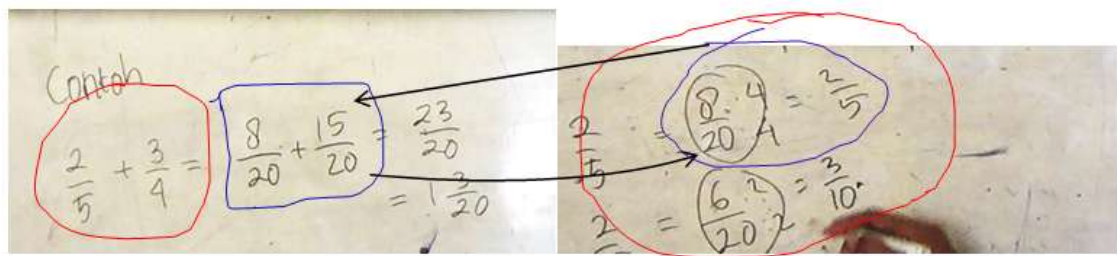 Contoh
2/5 + 3/4 = 8/20 + 15/20 = 23/20
= 1 3/20
2/5 = 8:4/20:4 = 2/5
2 = 6:2/20:2 = 3/10